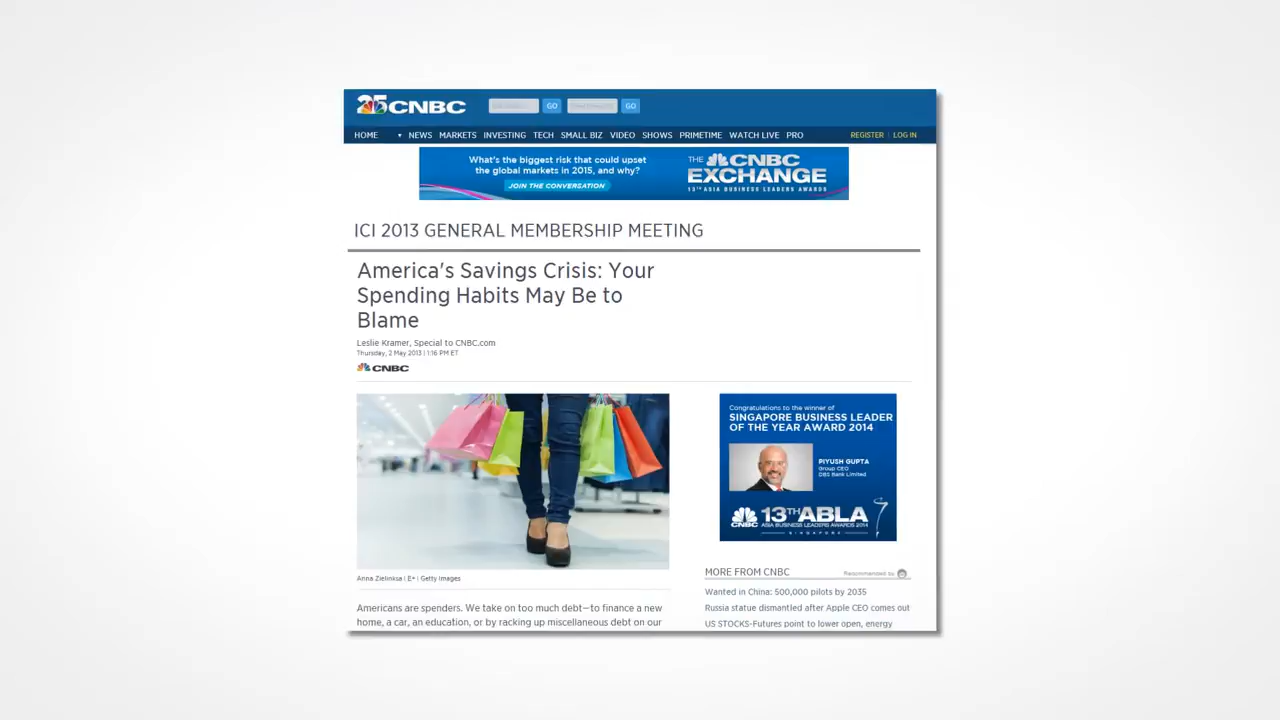 25 CNBC
GO
GO
HOME NEWS MARKETS INVESTING TECH SMALL BIZ VIDEO SHOWS PRIMETIME WATCH LIVE PRO REGISTER | LOG IN
What's the biggest risk that could upset
the global markets in 2015, and why?
JOIN THE CONVERSATION
THE CNBC
EXCHANGE
13TH ASIA BUSINESS LEADERS AWARDS
ICI 2013 GENERAL MEMBERSHIP MEETING
America's Savings Crisis: Your
Spending Habits May Be to
Blame
Leslie Kramer, Special to CNBC.com
Thursday, 2 May 2013 | 1:16 PM ET
CNBC
Anna Zielinksa | E+ | Getty Images
Americans are spenders. We take on too much debt—to finance a new
home, a car, an education, or by racking up miscellaneous debt on our
Congratulations to the winner of
SINGAPORE BUSINESS LEADER
OF THE YEAR AWARD 2014
PIYUSH GUPTA
Group CEO
DBS Bank Limited
CNBC 13TH ABLA
ASIA BUSINESS LEADERS AWARDS 2014
SINGAPORE
MORE FROM CNBC Recommended by
Wanted in China: 500,000 pilots by 2035
Russia statue dismantled after Apple CEO comes out
US STOCKS-Futures point to lower open, energy